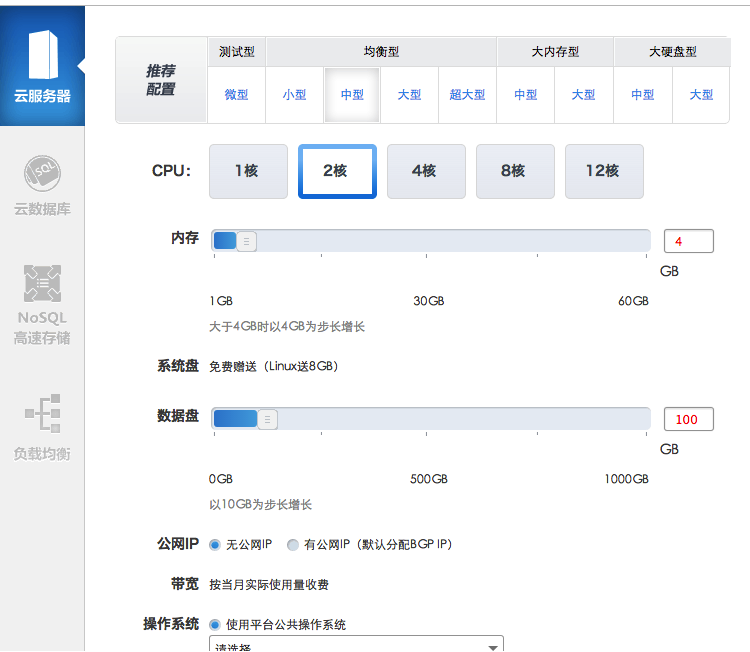 云服务器
SQL
云数据库
NoSQL
高速存储
负载均衡
推荐
配置
测试型 均衡型 大内存型 大硬盘型
微型 小型 中型 大型 超大型 中型 大型 中型 大型
CPU: 1核 2核 4核 8核 12核
内存 4
GB
1GB 30GB 60GB
大于4GB时以4GB为步长增长
系统盘 免费赠送（Linux送8GB）
数据盘 100
GB
0GB 500GB 1000GB
以10GB为步长增长
公网IP 无公网IP 有公网IP（默认分配BGP IP）
带宽 按当月实际使用量收费
操作系统 使用平台公共操作系统
请选择